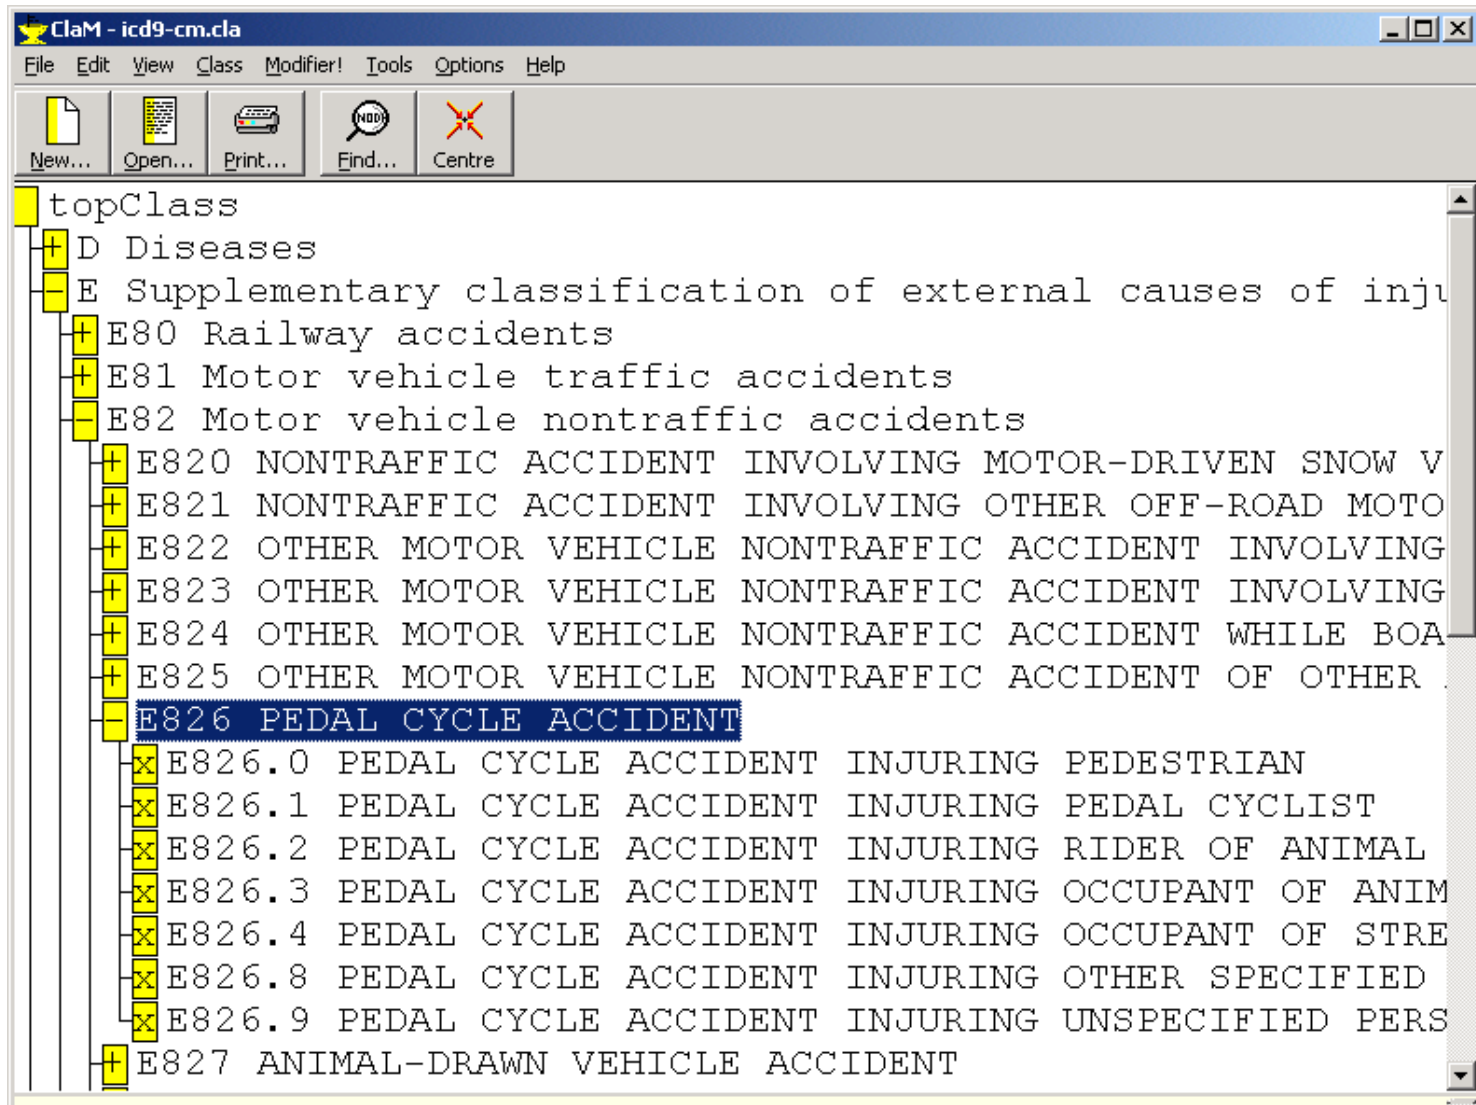 ClaM - icd9-cm.cla
File Edit View Class Modifier! Tools Options Help
New... Open... Print... Find... Centre
topClass
D Diseases
E Supplementary classification of external causes of inju
E80 Railway accidents
E81 Motor vehicle traffic accidents
E82 Motor vehicle nontraffic accidents
E820 NONTRAFFIC ACCIDENT INVOLVING MOTOR-DRIVEN SNOW V
E821 NONTRAFFIC ACCIDENT INVOLVING OTHER OFF-ROAD MOTO
E822 OTHER MOTOR VEHICLE NONTRAFFIC ACCIDENT INVOLVING
E823 OTHER MOTOR VEHICLE NONTRAFFIC ACCIDENT INVOLVING
E824 OTHER MOTOR VEHICLE NONTRAFFIC ACCIDENT WHILE BOA
E825 OTHER MOTOR VEHICLE NONTRAFFIC ACCIDENT OF OTHER
E826 PEDAL CYCLE ACCIDENT
E826.0 PEDAL CYCLE ACCIDENT INJURING PEDESTRIAN
E826.1 PEDAL CYCLE ACCIDENT INJURING PEDAL CYCLIST
E826.2 PEDAL CYCLE ACCIDENT INJURING RIDER OF ANIMAL
E826.3 PEDAL CYCLE ACCIDENT INJURING OCCUPANT OF ANIM
E826.4 PEDAL CYCLE ACCIDENT INJURING OCCUPANT OF STRE
E826.8 PEDAL CYCLE ACCIDENT INJURING OTHER SPECIFIED
E826.9 PEDAL CYCLE ACCIDENT INJURING UNSPECIFIED PERS
E827 ANIMAL-DRAWN VEHICLE ACCIDENT